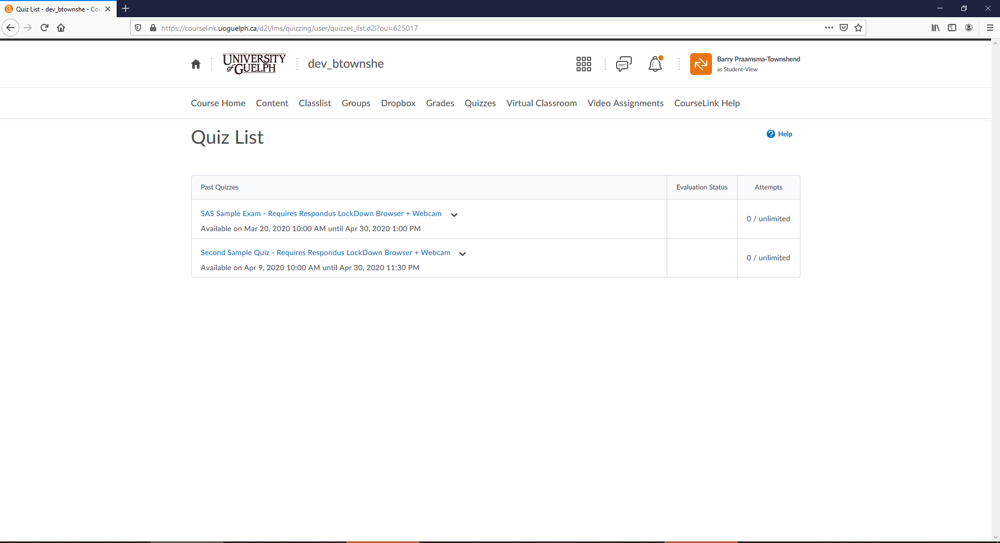 Quiz List - dev_btownshe - Cou
https://courselink.uoguelph.ca/d2l/lms/quizzing/user/quizzes_list.d2l?ou=625017
UNIVERSITY
of GUELPH
dev_btownshe
Barry Praamsma-Townshend
as Student-View
Course Home Content Classlist Groups Dropbox Grades Quizzes Virtual Classroom Video Assignments CourseLink Help
Quiz List
Help
Past Quizzes Evaluation Status Attempts
SAS Sample Exam - Requires Respondus LockDown Browser + Webcam
0 / unlimited
Available on Mar 20, 2020 10:00 AM until Apr 30, 2020 1:00 PM
Second Sample Quiz - Requires Respondus LockDown Browser + Webcam
0 / unlimited
Available on Apr 9, 2020 10:00 AM until Apr 30, 2020 11:30 PM